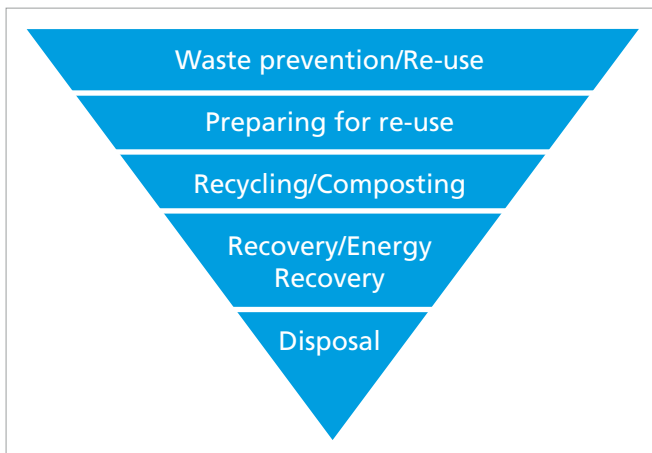 Waste prevention/Re-use
Preparing for re-use
Recycling/Composting
Recovery/Energy
Recovery
Disposal